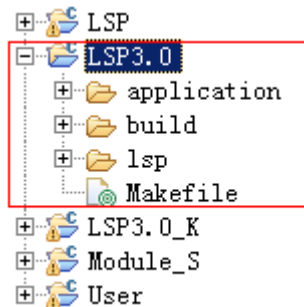 LSP
LSP3.0
application
build
lsp
Makefile
LSP3.0_K
Module_S
User